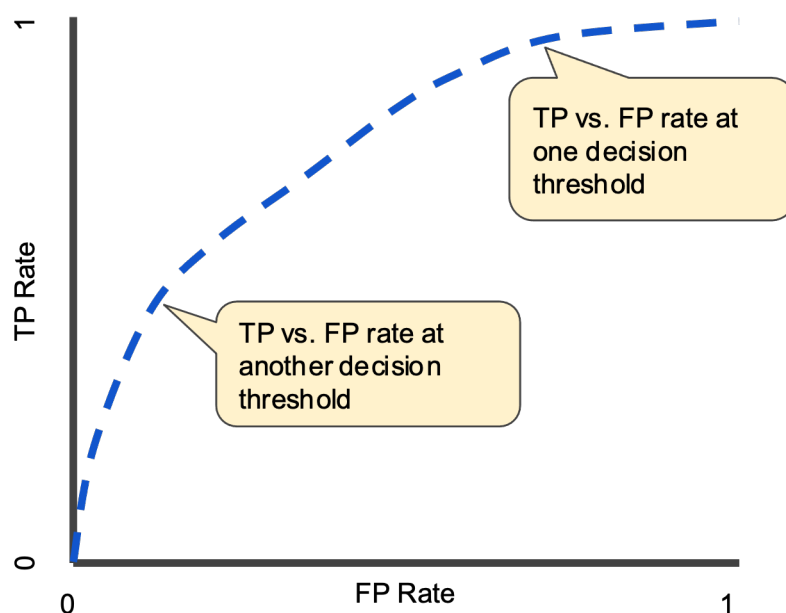 1
TP vs. FP rate at
one decision
threshold
TP Rate
TP vs. FP rate at
another decision
threshold
0
0
FP Rate
1